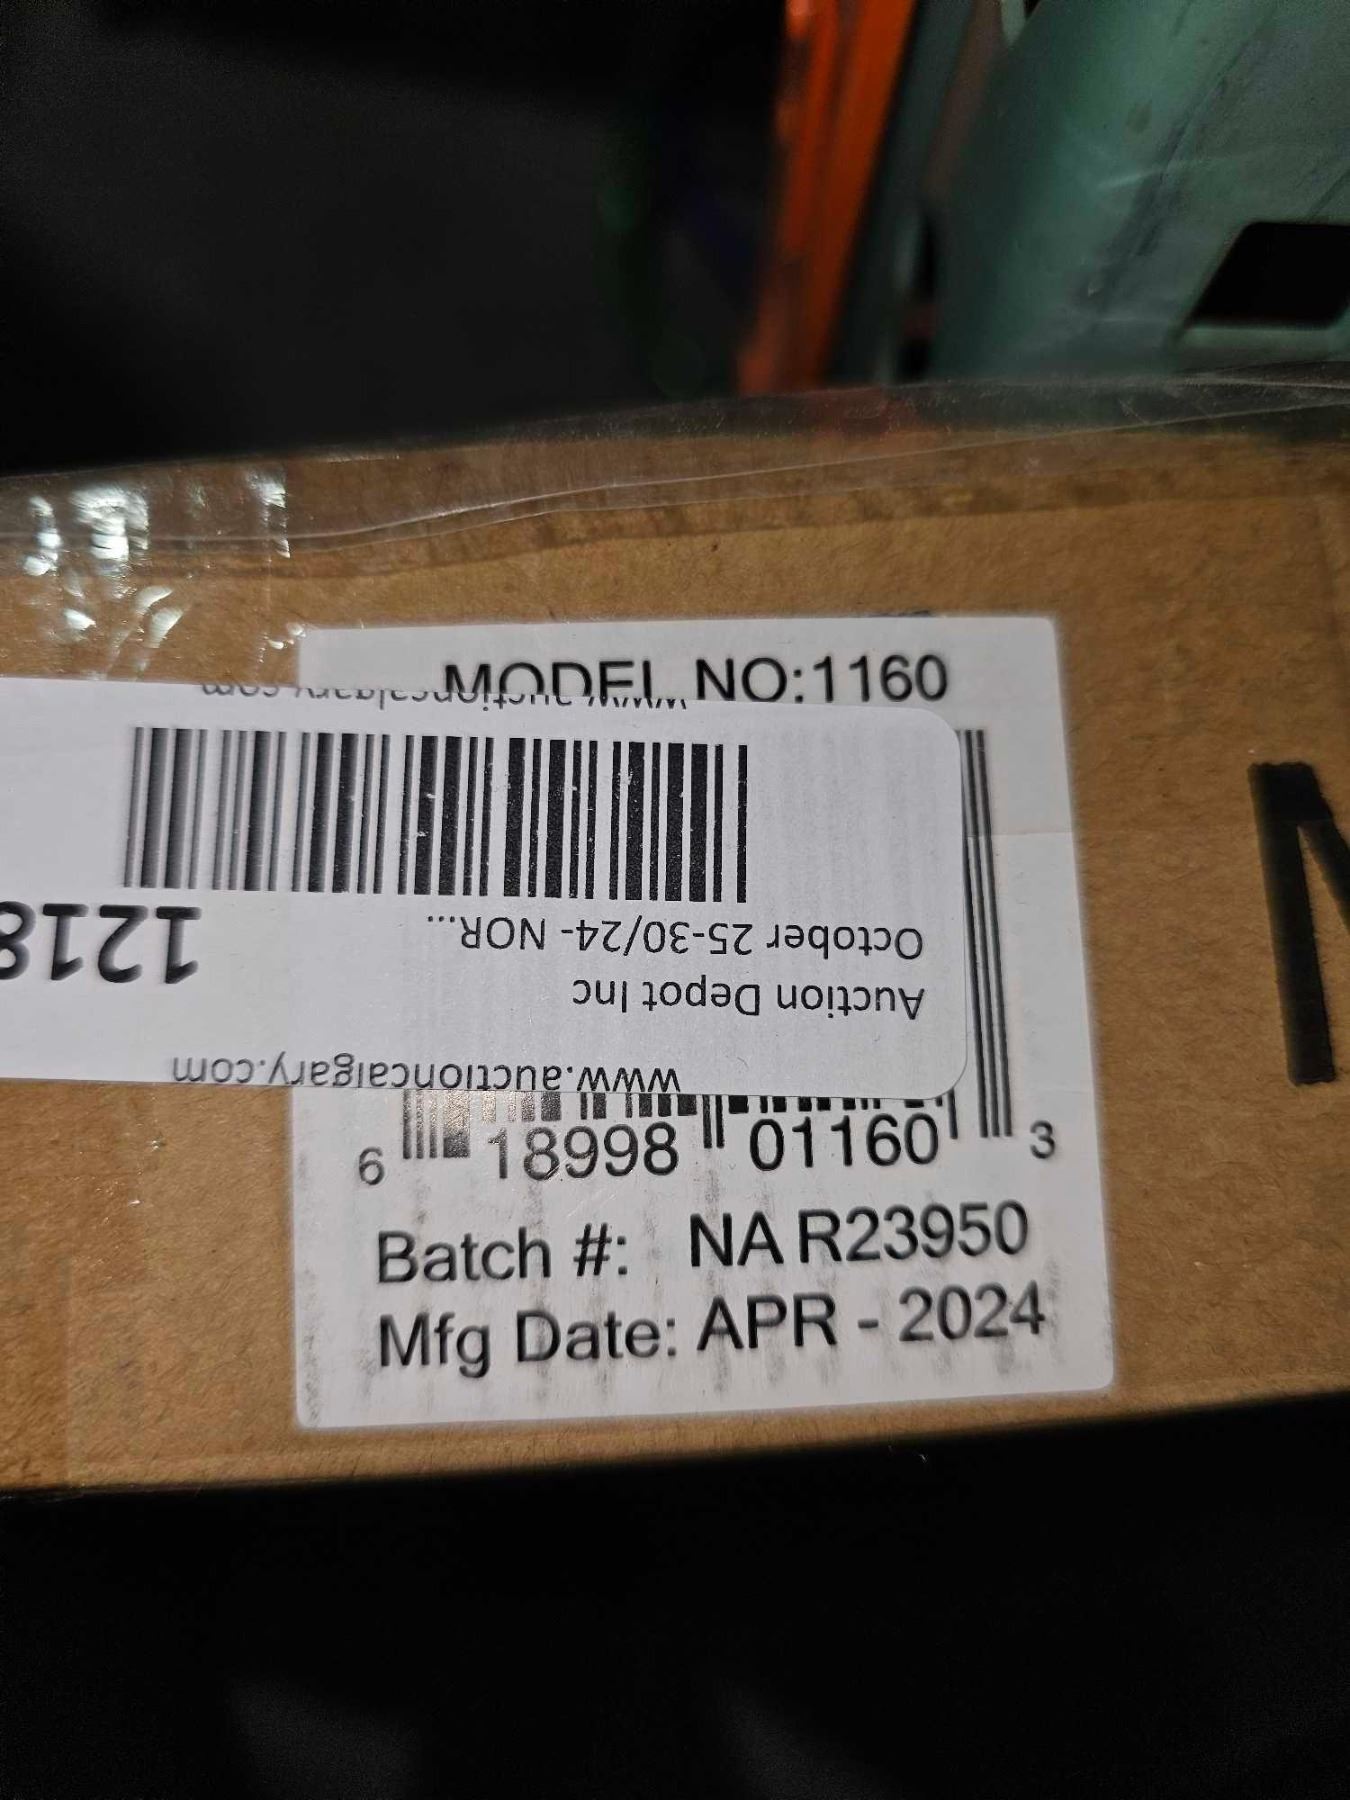 MODEL NO:1160
www.auctioncalgary.com
October 25-30/24- NOR...
Auction Depot Inc
1218
www.auctioncalgary.com
6 18998 01160 3
Batch #: NA R23950
Mfg Date: APR - 2024